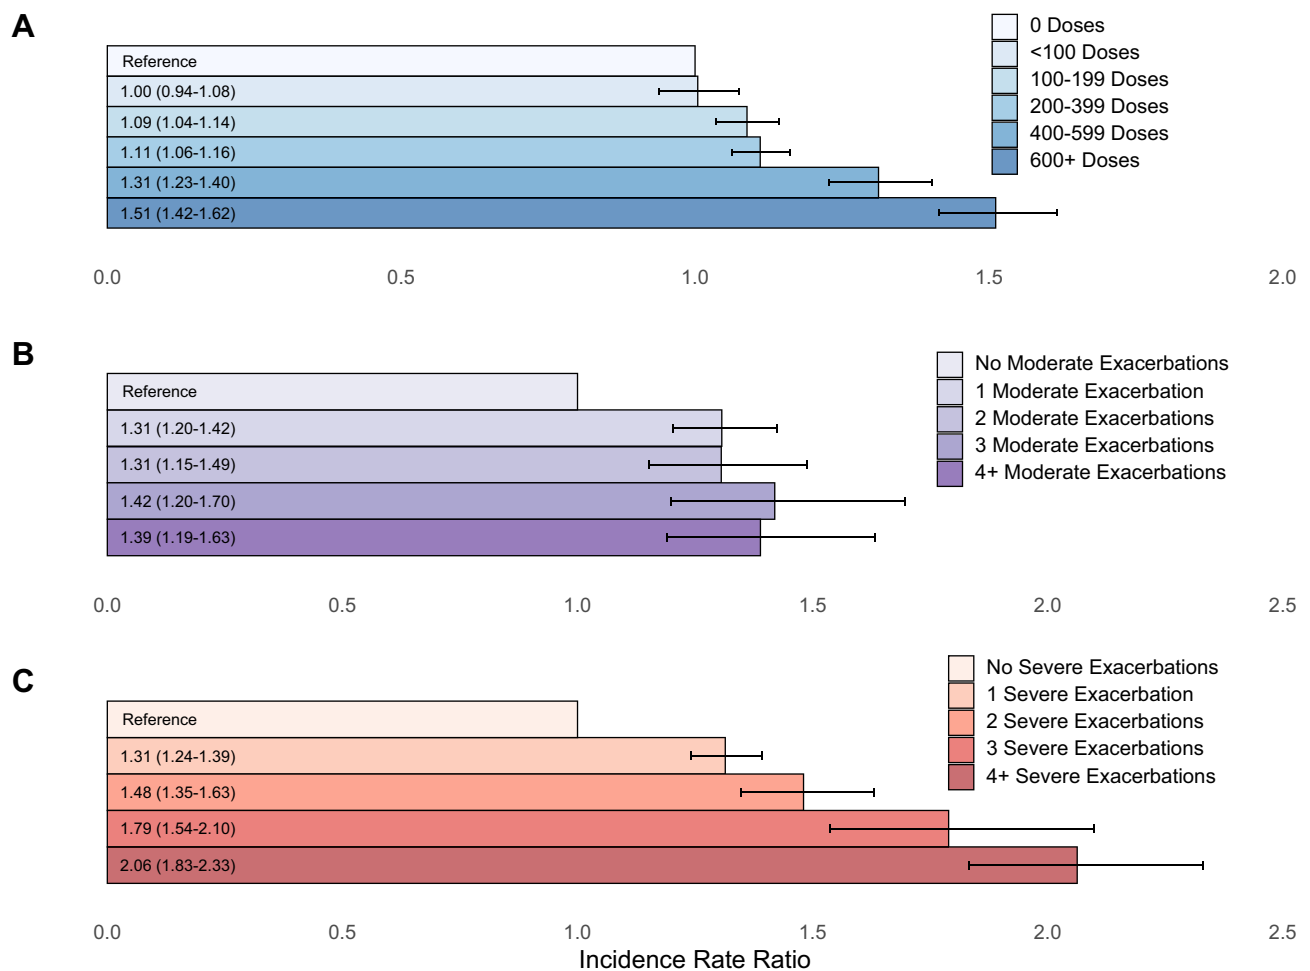 A
Reference
1.00 (0.94-1.08)
1.09 (1.04-1.14)
1.11 (1.06-1.16)
1.31 (1.23-1.40)
1.51 (1.42-1.62)
0 Doses
<100 Doses
100-199 Doses
200-399 Doses
400-599 Doses
600+ Doses
0.0 0.5 1.0 1.5 2.0
B
Reference
1.31 (1.20-1.42)
1.31 (1.15-1.49)
1.42 (1.20-1.70)
1.39 (1.19-1.63)
No Moderate Exacerbations
1 Moderate Exacerbation
2 Moderate Exacerbations
3 Moderate Exacerbations
4+ Moderate Exacerbations
0.0 0.5 1.0 1.5 2.0 2.5
C
Reference
1.31 (1.24-1.39)
1.48 (1.35-1.63)
1.79 (1.54-2.10)
2.06 (1.83-2.33)
No Severe Exacerbations
1 Severe Exacerbation
2 Severe Exacerbations
3 Severe Exacerbations
4+ Severe Exacerbations
0.0 0.5 1.0 1.5 2.0 2.5
Incidence Rate Ratio